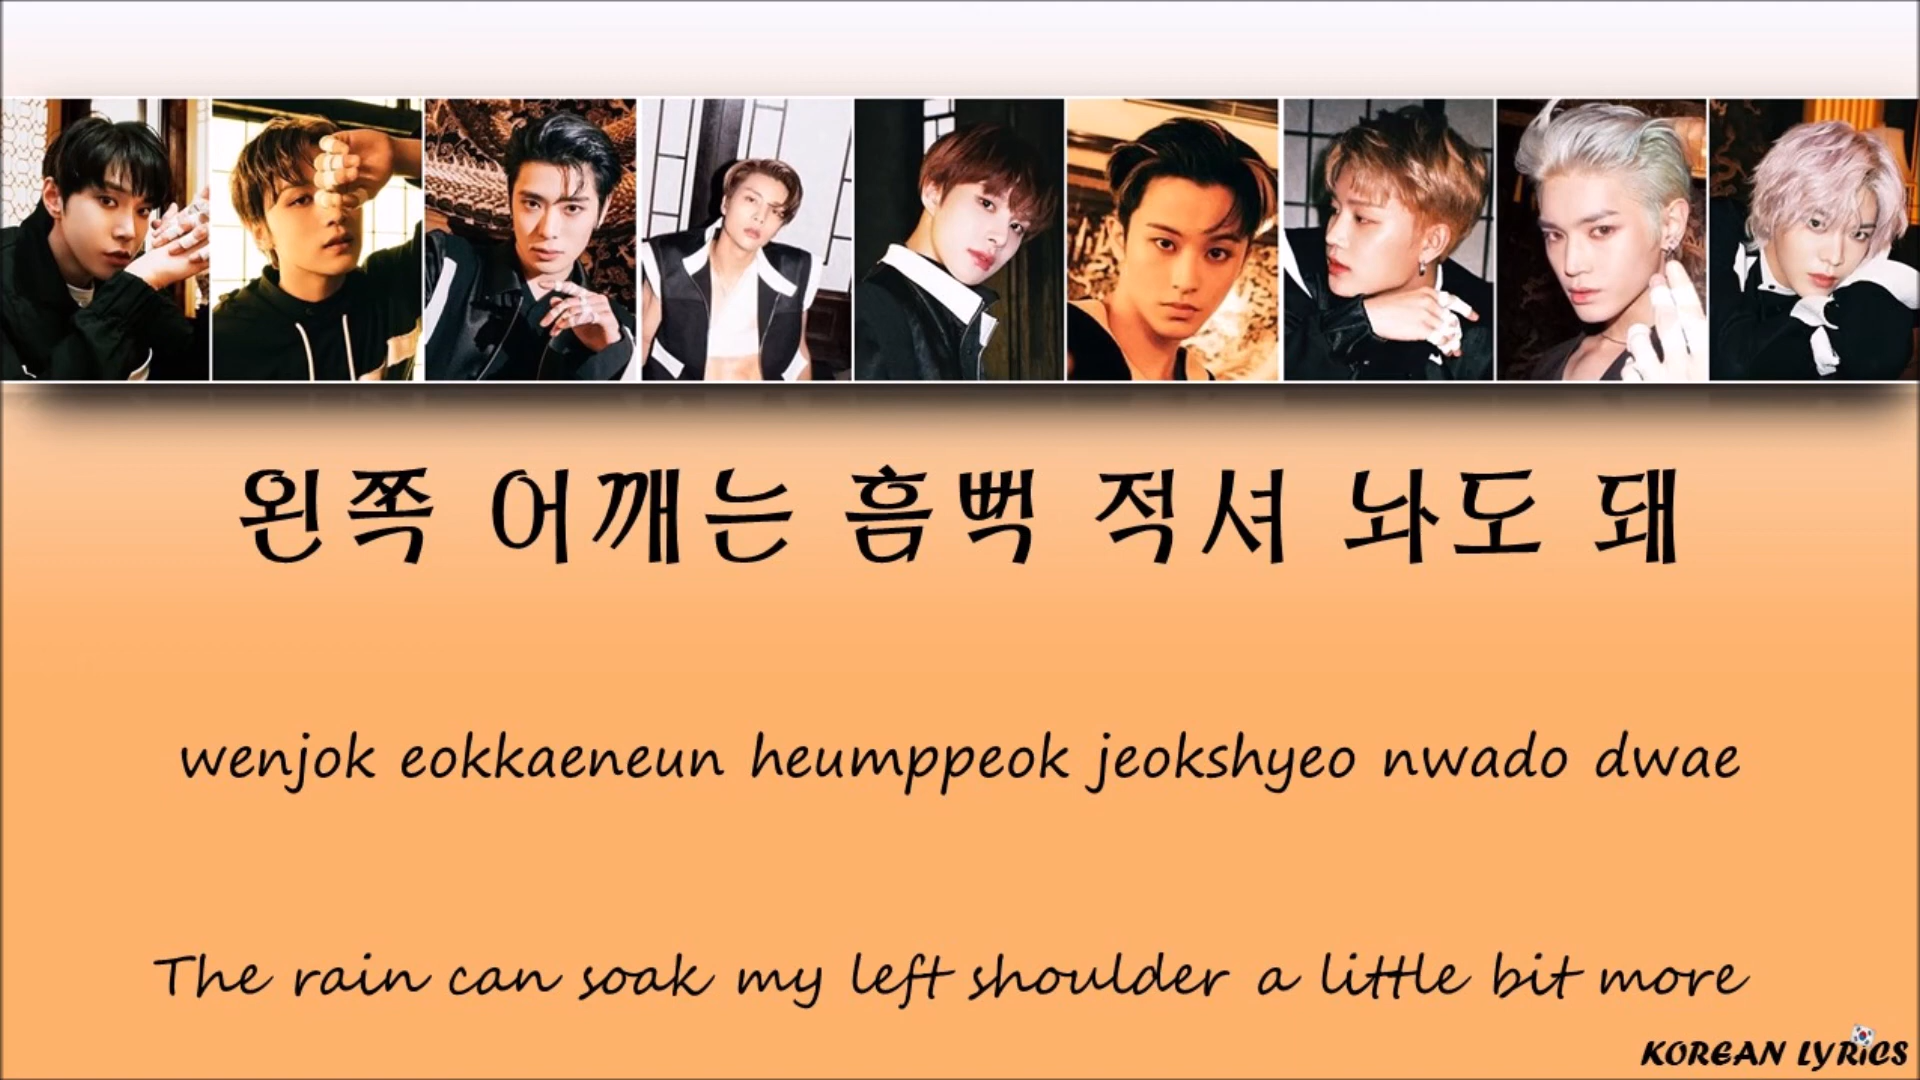 왼쪽 어깨는 흠뻑 적셔 놔도 돼
wenjok eokkaeneun heumppeok jeokshyeo nwado dwae
The rain can soak my left shoulder a little bit more
KOREAN LYRICS